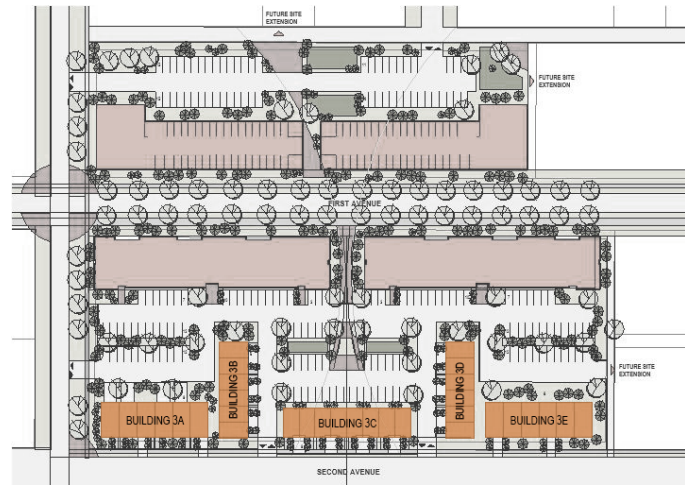 FUTURE SITE
EXTENSION
FUTURE SITE
EXTENSION
FIRST AVENUE
FUTURE SITE
EXTENSION
BUILDING 3A
BUILDING 3B
BUILDING 3C
BUILDING 3D
BUILDING 3E
SECOND AVENUE